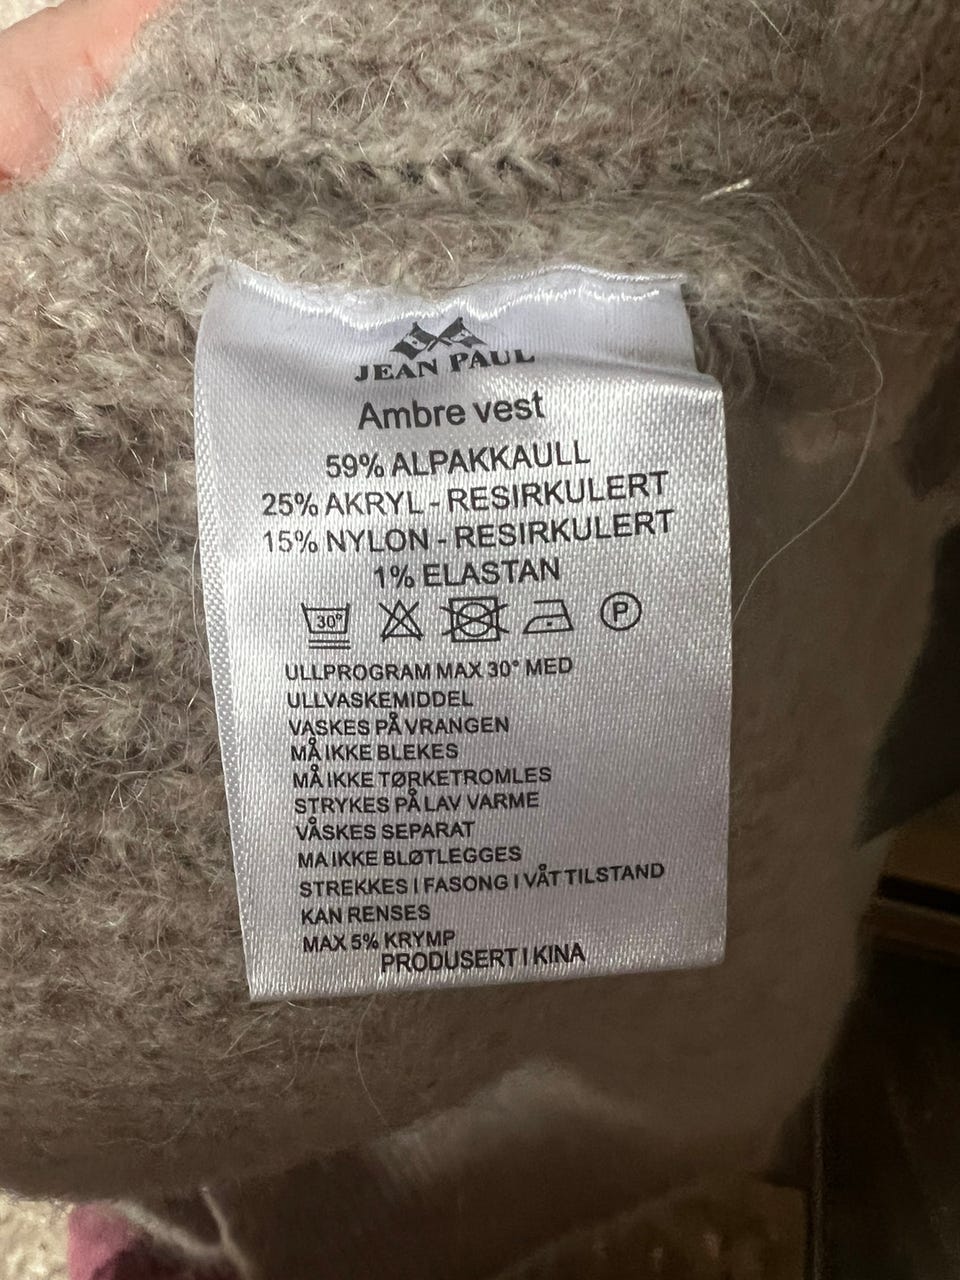 JEAN PAUL
Ambre vest
59% ALPAKKAULL
25% AKRYL - RESIRKULERT
15% NYLON - RESIRKULERT
1% ELASTAN
30° P
ULLPROGRAM MAX 30° MED
ULLVASKEMIDDEL
VASKES PÅ VRANGEN
MÅ IKKE BLEKES
MÅ IKKE TØRKETROMLES
STRYKES PÅ LAV VARME
VÅSKES SEPARAT
MA IKKE BLØTLEGGES
STREKKES I FASONG I VÅT TILSTAND
KAN RENSES
MAX 5% KRYMP
PRODUSERT I KINA